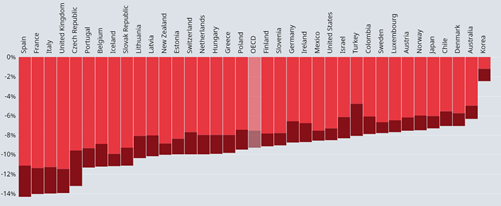 Spain
France
Italy
United Kingdom
Czech Republic
Portugal
Belgium
Iceland
Slovak Republic
Lithuania
Latvia
New Zealand
Estonia
Switzerland
Netherlands
Hungary
Greece
Poland
OECD
Finland
Slovenia
Germany
Ireland
Mexico
United States
Israel
Turkey
Colombia
Sweden
Luxembourg
Austria
Norway
Japan
Chile
Denmark
Australia
Korea
0%
-2%
-4%
-6%
-8%
-10%
-12%
-14%